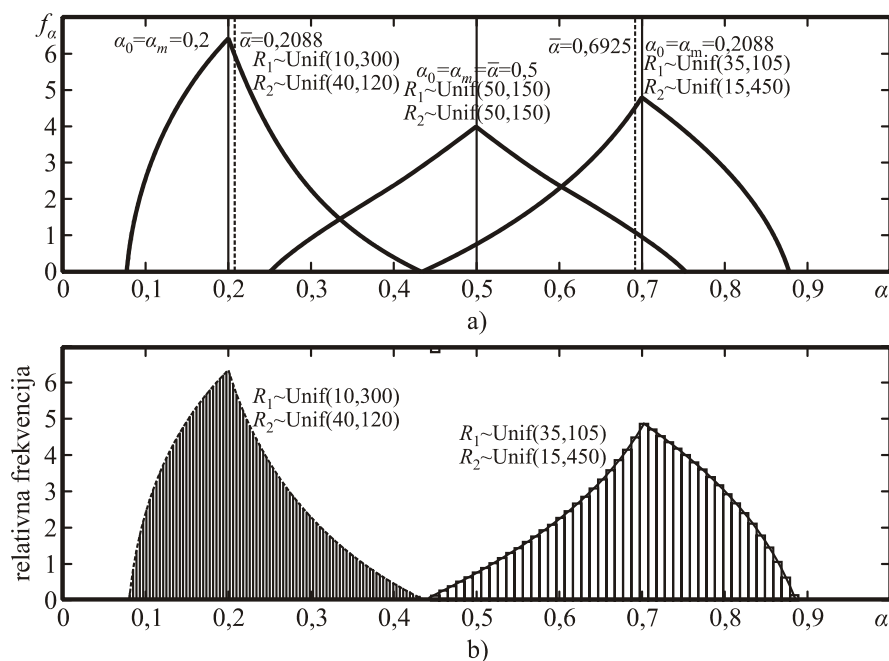 fα
6
5
4
3
2
1
0
α0=αm=0,2
ᾱ=0,2088
R1~Unif(10,300)
R2~Unif(40,120)
α0=αm=ᾱ=0,5
R1~Unif(50,150)
R2~Unif(50,150)
ᾱ=0,6925
α0=αm=0,2088
R1~Unif(35,105)
R2~Unif(15,450)
0 0,1 0,2 0,3 0,4 0,5 0,6 0,7 0,8 0,9 α
a)
relativna frekvencija
6
5
4
3
2
1
0
R1~Unif(10,300)
R2~Unif(40,120)
R1~Unif(35,105)
R2~Unif(15,450)
0 0,1 0,2 0,3 0,4 0,5 0,6 0,7 0,8 0,9 α
b)